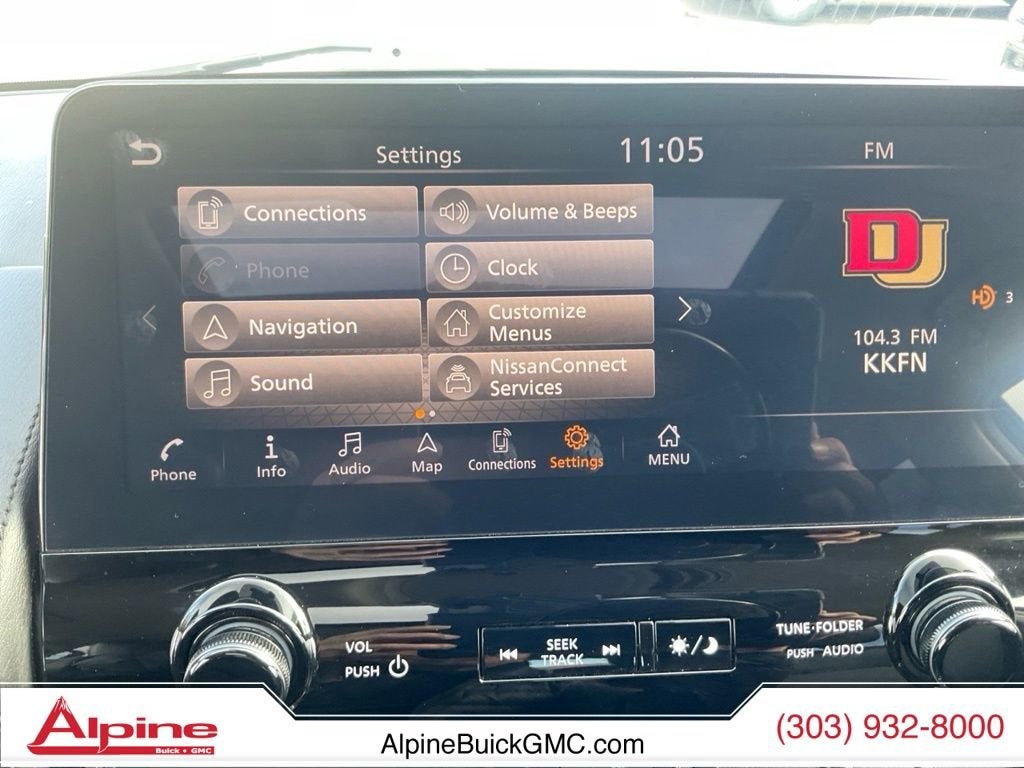 Settings 11:05 FM
Connections Volume & Beeps
Phone Clock
Navigation Customize
Menus
Sound NissanConnect
Services
DU
HD 3
104.3 FM
KKFN
Phone Info Audio Map Connections Settings MENU
VOL
PUSH
SEEK
TRACK
TUNE·FOLDER
PUSH AUDIO
Alpine
Buick • GMC
AlpineBuickGMC.com
(303) 932-8000